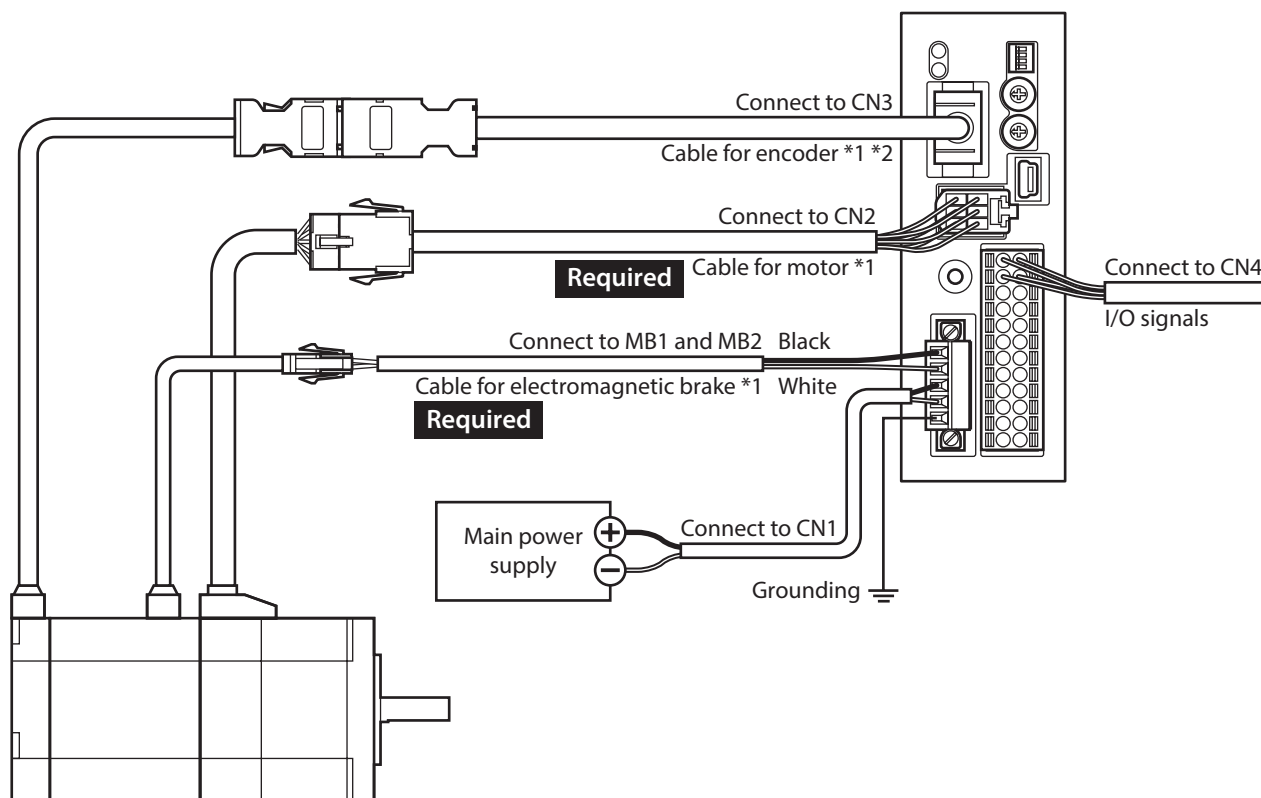 Connect to CN3
Cable for encoder *1 *2
Connect to CN2
Required Cable for motor *1
Connect to CN4
I/O signals
Connect to MB1 and MB2 Black
Cable for electromagnetic brake *1 White
Required
Main power
supply
+
−
Connect to CN1
Grounding